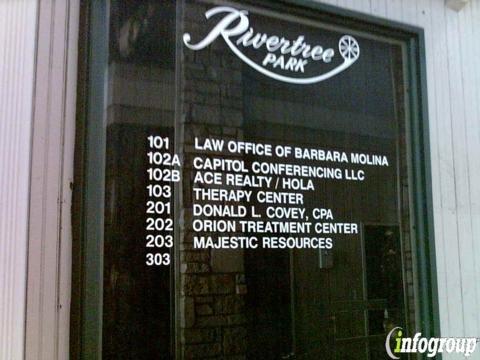 Rivertree
PARK
101 LAW OFFICE OF BARBARA MOLINA
102A CAPITOL CONFERENCING LLC
102B ACE REALTY / HOLA
103 THERAPY CENTER
201 DONALD L. COVEY, CPA
202 ORION TREATMENT CENTER
203 MAJESTIC RESOURCES
303
infogroup